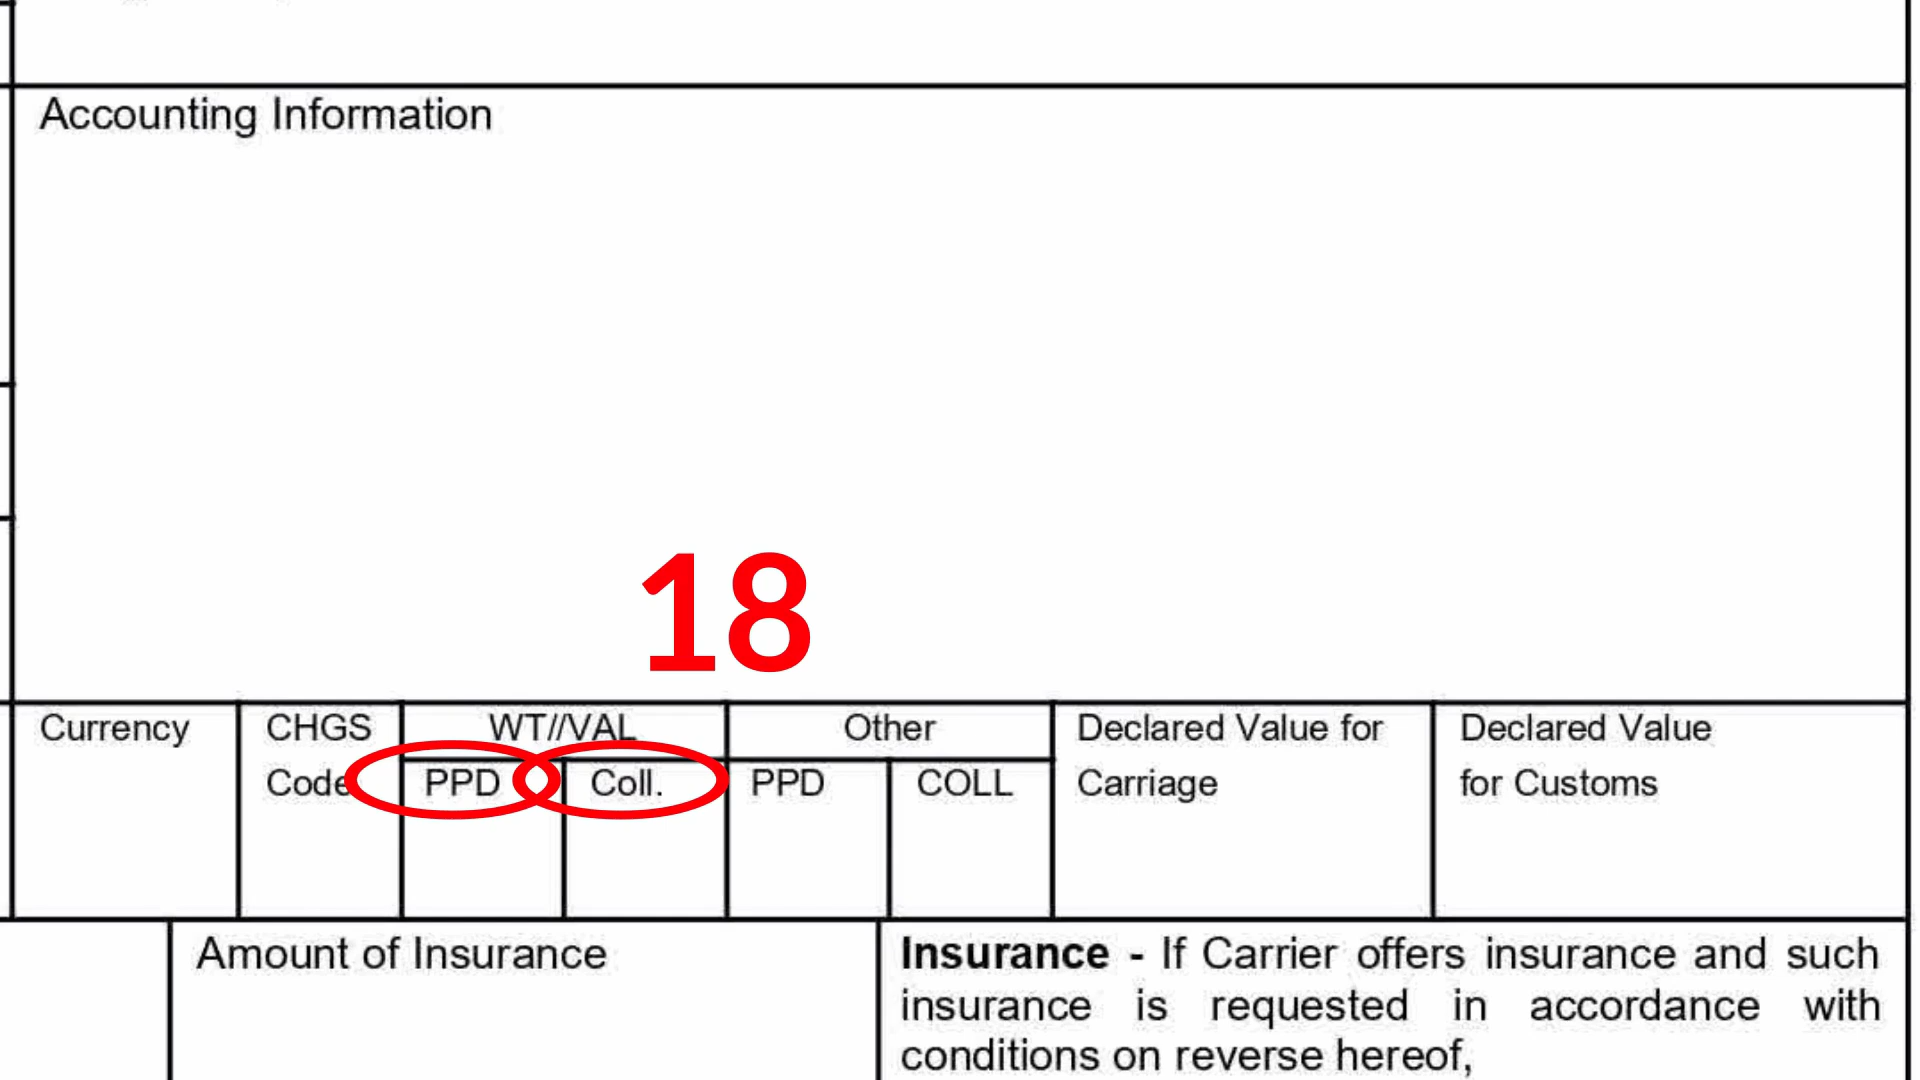 Accounting Information
18
Currency
CHGS
Code
WT//VAL
PPD
Coll.
Other
PPD
COLL
Declared Value for
Carriage
Declared Value
for Customs
Amount of Insurance
Insurance - If Carrier offers insurance and such
insurance is requested in accordance with
conditions on reverse hereof,